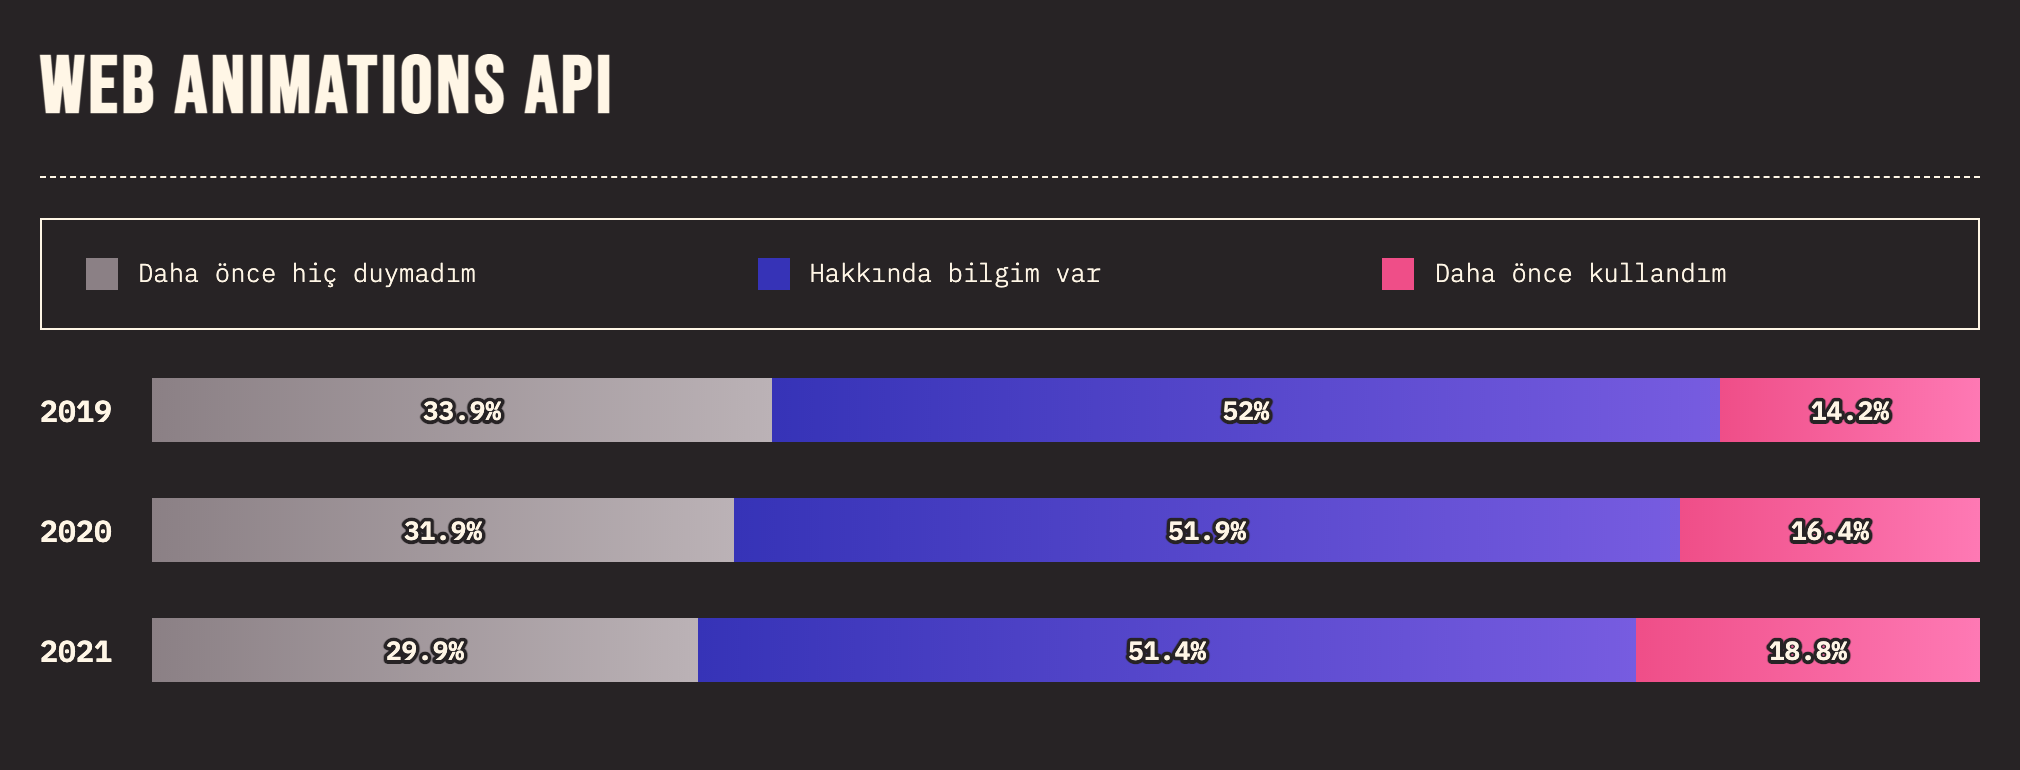 WEB ANIMATIONS API
Daha önce hiç duymadım Hakkında bilgim var Daha önce kullandım
2019 33.9% 52% 14.2%
2020 31.9% 51.9% 16.4%
2021 29.9% 51.4% 18.8%